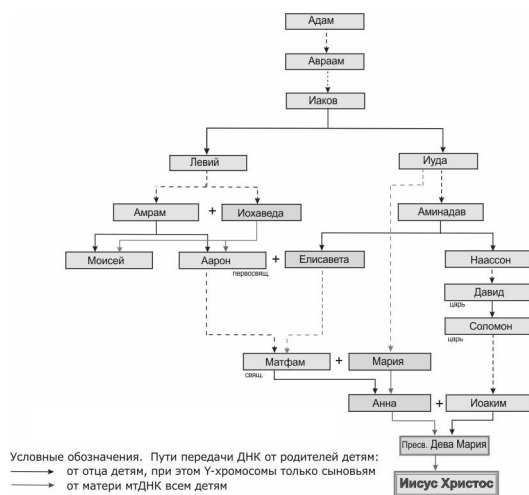 Адам
Авраам
Иаков
Левий
Иуда
Амрам + Иохаведа
Аминадав
Моисей
Аарон + Елисавета
первосвящ.
Наассон
Давид
царь
Соломон
царь
Матфам + Мария
свящ.
Анна + Иоаким
Пресв. Дева Мария
Иисус Христос
Условные обозначения. Пути передачи ДНК от родителей детям:
от отца детям, при этом Y-хромосомы только сыновьям
от матери мтДНК всем детям